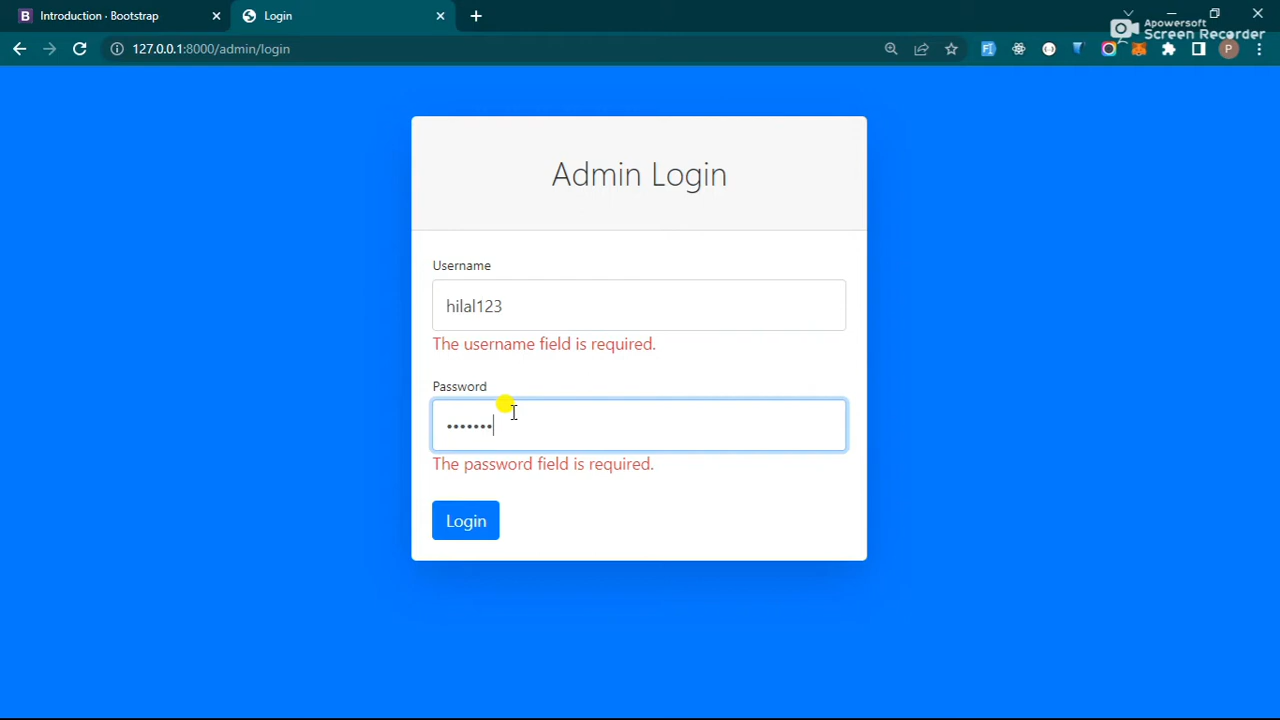 Introduction · Bootstrap
Login
Apowersoft
Screen Recorder
127.0.0.1:8000/admin/login
P
Admin Login
Username
hilal123
The username field is required.
Password
•••••••
The password field is required.
Login